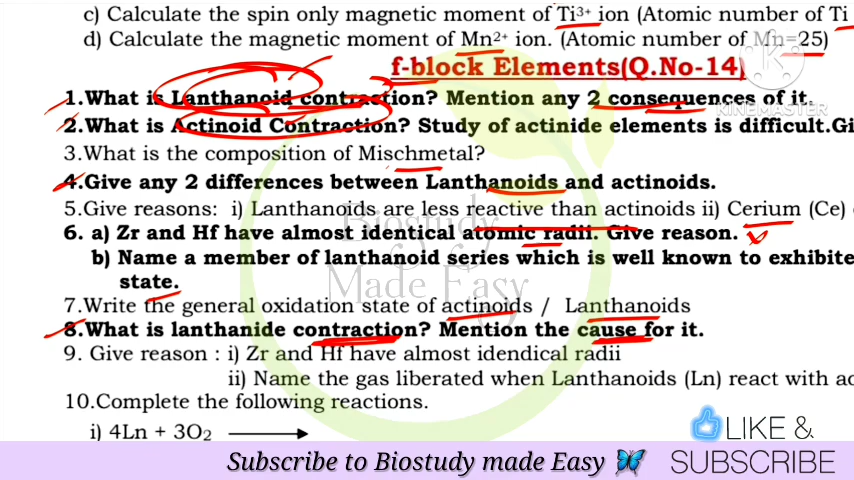 c) Calculate the spin only magnetic moment of Ti³⁺ ion (Atomic number of Ti
d) Calculate the magnetic moment of Mn²⁺ ion. (Atomic number of Mn=25)
f-block Elements(Q.No-14)
KINEMASTER
1.What is Lanthanoid contraction? Mention any 2 consequences of it.
2.What is Actinoid Contraction? Study of actinide elements is difficult.Gi
3.What is the composition of Mischmetal?
4.Give any 2 differences between Lanthanoids and actinoids.
5.Give reasons: i) Lanthanoids are less reactive than actinoids ii) Cerium (Ce)
6. a) Zr and Hf have almost identical atomic radii. Give reason.
b) Name a member of lanthanoid series which is well known to exhibite
state.
Biostudy
Made Easy
7.Write the general oxidation state of actinoids / Lanthanoids
8.What is lanthanide contraction? Mention the cause for it.
9. Give reason : i) Zr and Hf have almost idendical radii
ii) Name the gas liberated when Lanthanoids (Ln) react with ac
10.Complete the following reactions.
i) 4Ln + 3O₂ ⟶
LIKE &
SUBSCRIBE
Subscribe to Biostudy made Easy 🦋